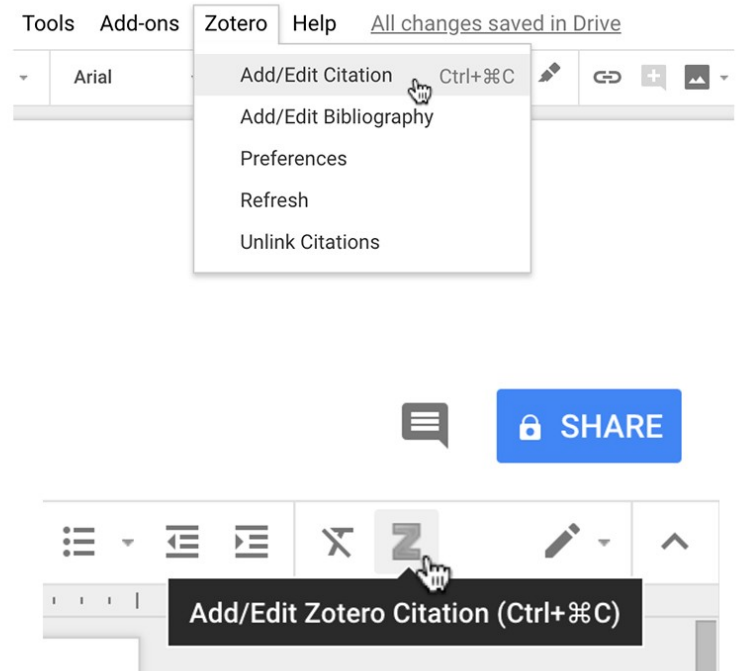 Tools Add-ons Zotero Help All changes saved in Drive
Arial Add/Edit Citation Ctrl+⌘C
Add/Edit Bibliography
Preferences
Refresh
Unlink Citations
SHARE
Z
Add/Edit Zotero Citation (Ctrl+⌘C)